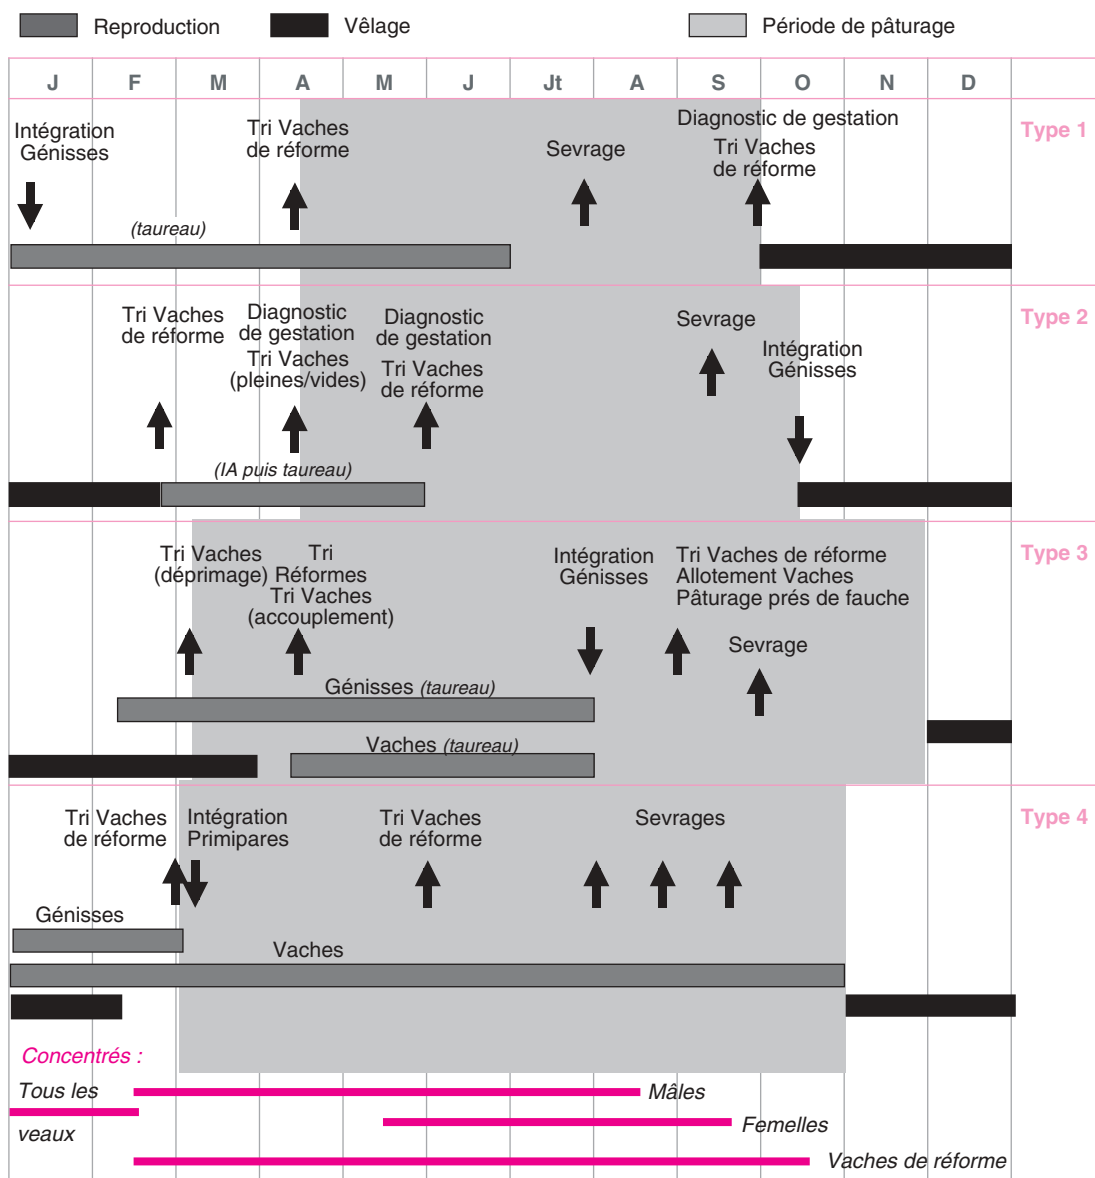 Reproduction
Vêlage
Période de pâturage
J F M A M J Jt A S O N D
Type 1
Intégration
Génisses
Tri Vaches
de réforme
Sevrage
Diagnostic de gestation
Tri Vaches
de réforme
(taureau)
Type 2
Tri Vaches
de réforme
Diagnostic
de gestation
Tri Vaches
(pleines/vides)
Diagnostic
de gestation
Tri Vaches
de réforme
Sevrage
Intégration
Génisses
(IA puis taureau)
Type 3
Tri Vaches
(déprimage)
Tri
Réformes
Tri Vaches
(accouplement)
Intégration
Génisses
Tri Vaches de réforme
Allotement Vaches
Pâturage prés de fauche
Sevrage
Génisses (taureau)
Vaches (taureau)
Type 4
Tri Vaches
de réforme
Intégration
Primipares
Tri Vaches
de réforme
Sevrages
Génisses
Vaches
Concentrés :
Tous les
veaux
Mâles
Femelles
Vaches de réforme